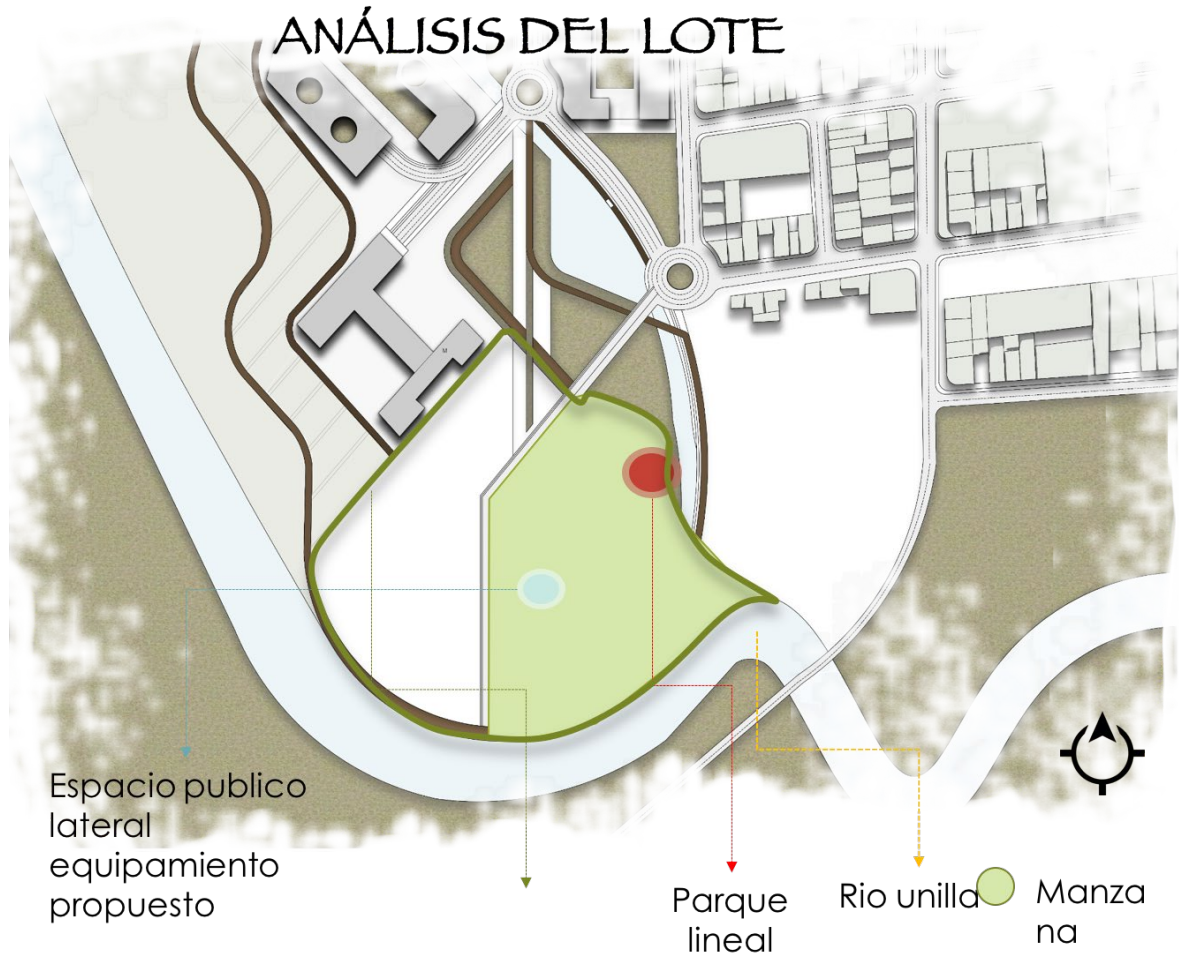 ANÁLISIS DEL LOTE
Espacio publico
lateral
equipamiento
propuesto
Parque
lineal
Rio unilla
Manza
na